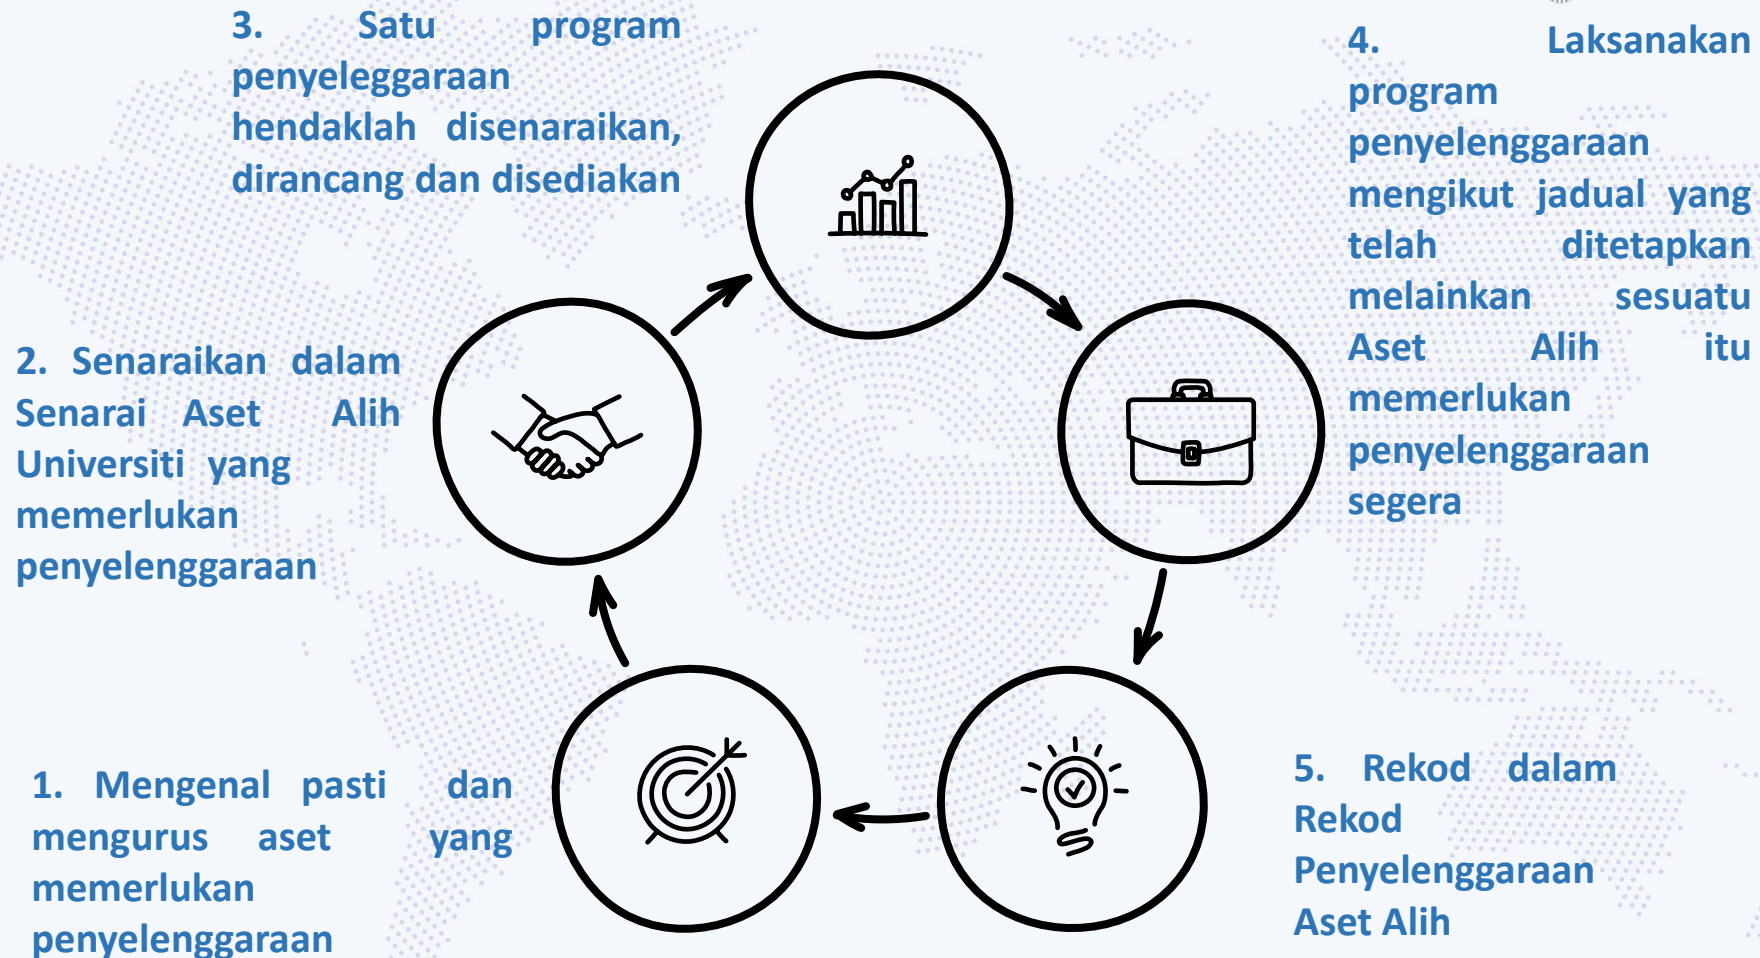 3. Satu program
penyeleggaraan
hendaklah disenaraikan,
dirancang dan disediakan
4. Laksanakan
program
penyelenggaraan
mengikut jadual yang
telah ditetapkan
melainkan sesuatu
Aset Alih itu
memerlukan
penyelenggaraan
segera
2. Senaraikan dalam
Senarai Aset Alih
Universiti yang
memerlukan
penyelenggaraan
1. Mengenal pasti dan
mengurus aset yang
memerlukan
penyelenggaraan
5. Rekod dalam
Rekod
Penyelenggaraan
Aset Alih